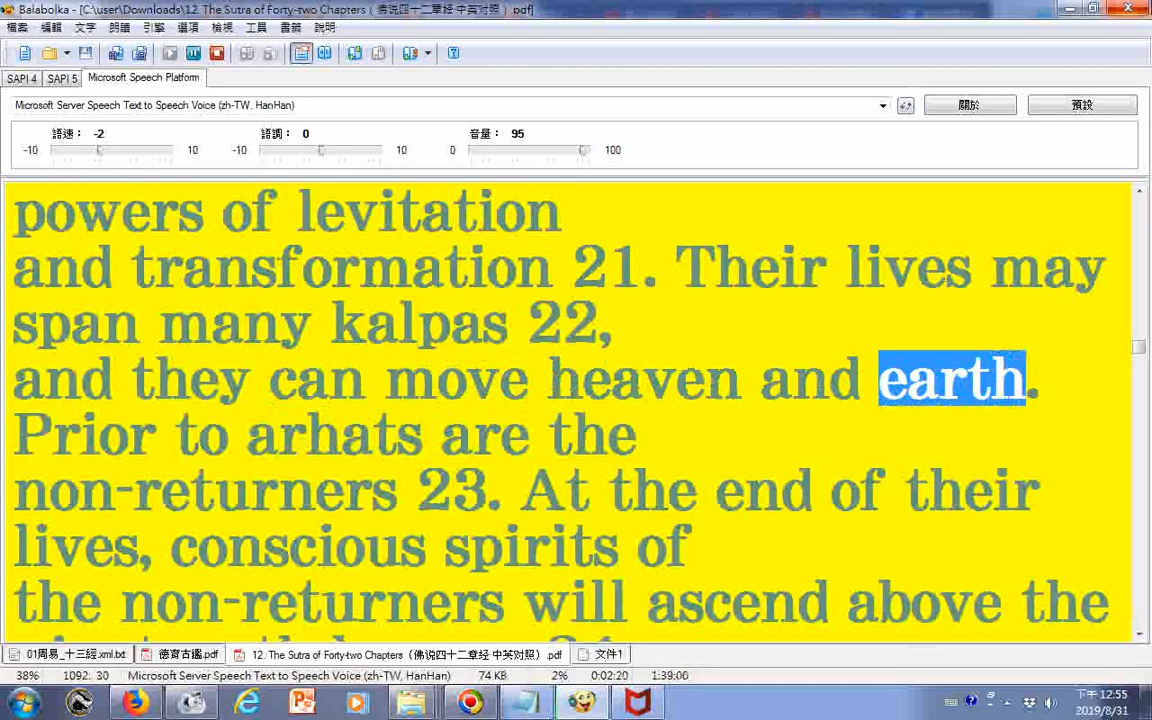 Balabolka - [C:\user\Downloads\12. The Sutra of Forty-two Chapters（佛说四十二章经 中英对照）.pdf]
檔案 編輯 文字 朗讀 引擎 選項 檢視 工具 書籤 說明
SAPI 4 SAPI 5 Microsoft Speech Platform
Microsoft Server Speech Text to Speech Voice (zh-TW, HanHan) 關於 預設
語速： -2 語調： 0 音量： 95
-10 10 -10 10 0 100
powers of levitation
and transformation 21. Their lives may
span many kalpas 22,
and they can move heaven and earth.
Prior to arhats are the
non-returners 23. At the end of their
lives, conscious spirits of
the non-returners will ascend above the
01周易_十三經.xml.txt 德育古鑑.pdf 12. The Sutra of Forty-two Chapters（佛说四十二章经 中英对照）.pdf 文件1
38% 1092: 30 Microsoft Server Speech Text to Speech Voice (zh-TW, HanHan) 74 KB 2% 0:02:20 1:39:06
下午 12:55
2019/8/31